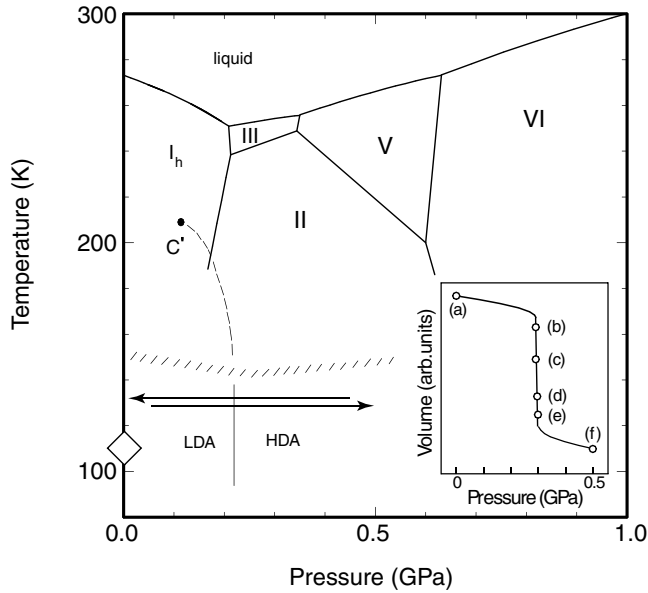 300
200
100
Temperature (K)
liquid
I_h
III
V
VI
II
C'
LDA
HDA
0.0
0.5
1.0
Pressure (GPa)
Volume (arb.units)
(a)
(b)
(c)
(d)
(e)
(f)
0
0.5
Pressure(GPa)